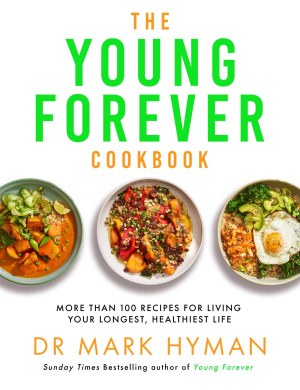 THE
YOUNG
FOREVER
COOKBOOK
MORE THAN 100 RECIPES FOR LIVING
YOUR LONGEST, HEALTHIEST LIFE
DR MARK HYMAN
Sunday Times Bestselling author of Young Forever